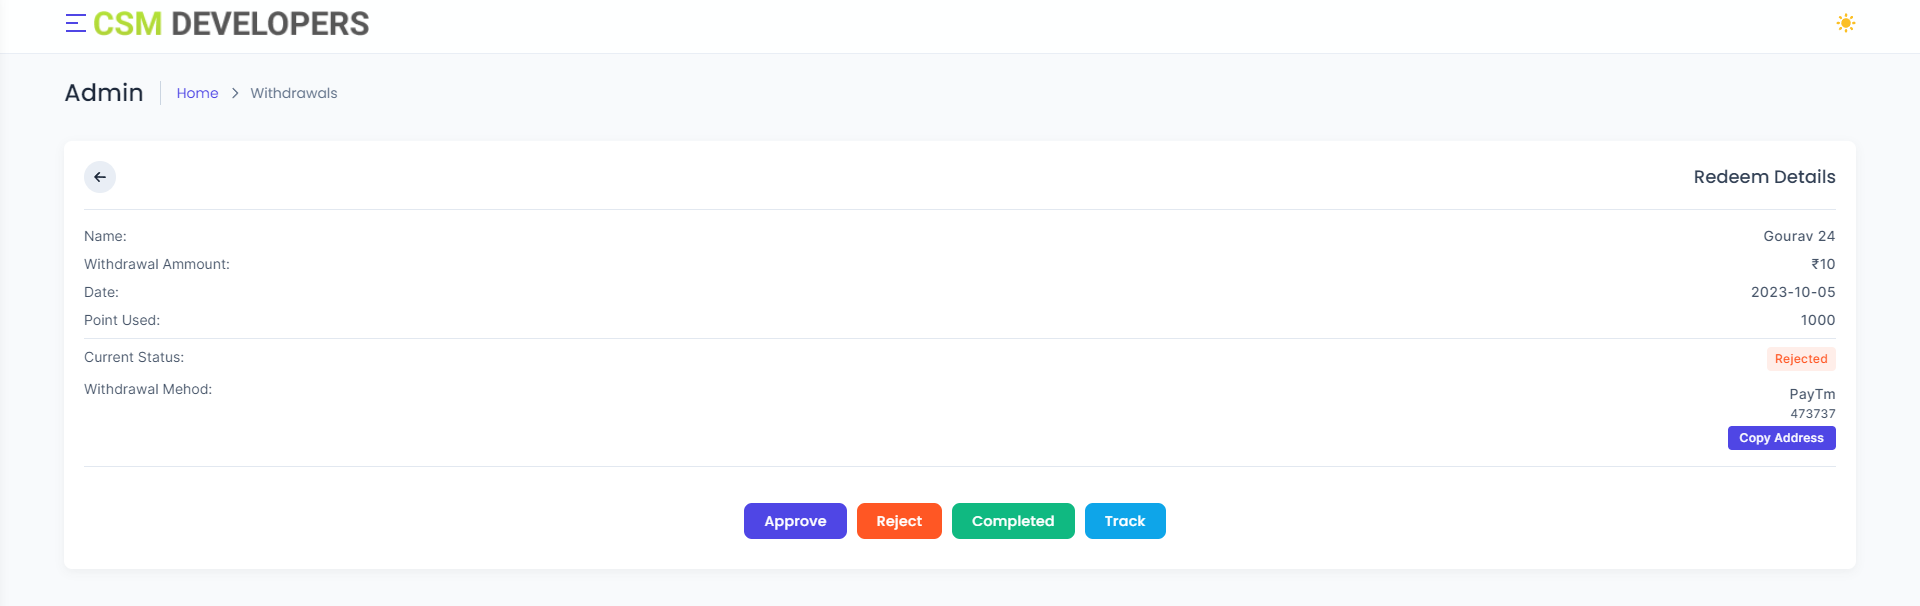 CSM DEVELOPERS
Admin Home > Withdrawals
Redeem Details
Name: Gourav 24
Withdrawal Ammount: ₹10
Date: 2023-10-05
Point Used: 1000
Current Status: Rejected
Withdrawal Mehod: PayTm
473737
Copy Address
Approve Reject Completed Track